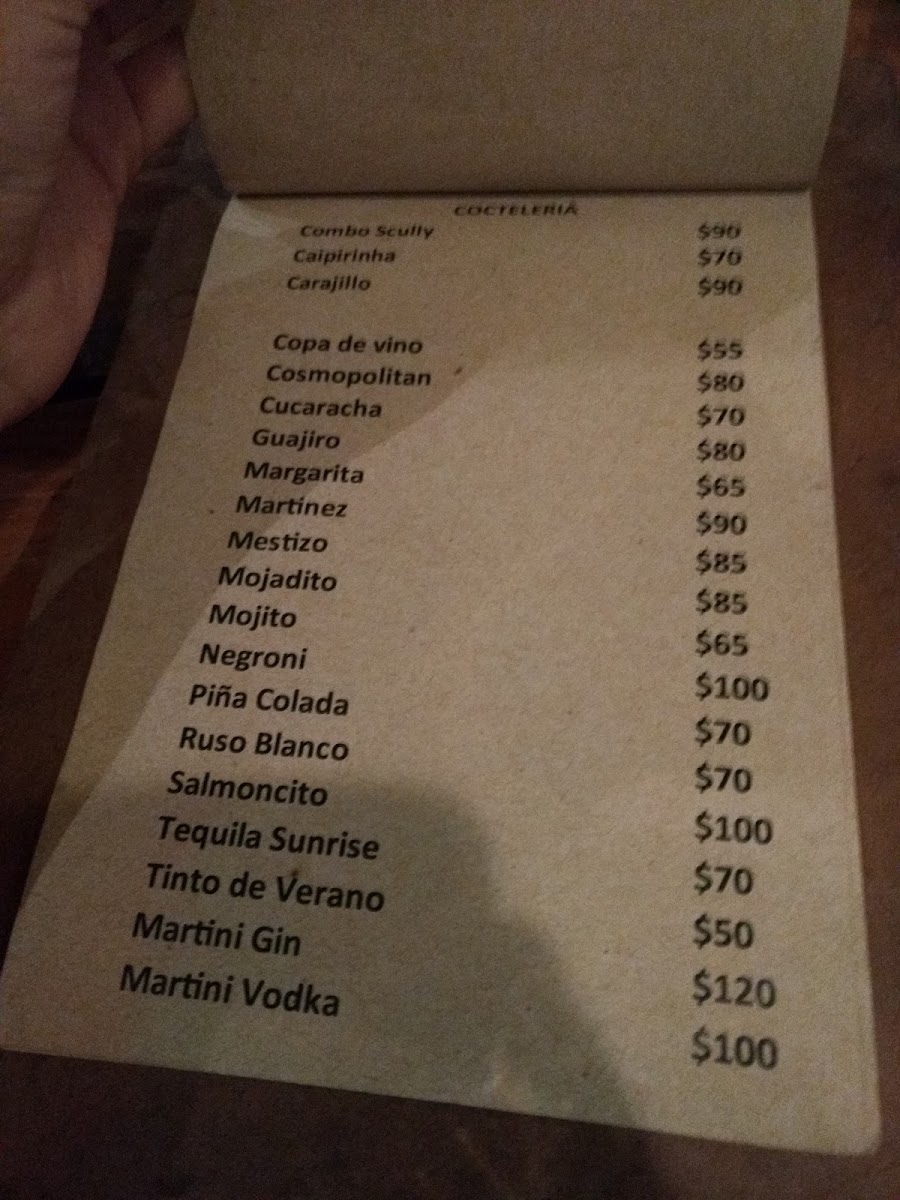 COCTELERIA
Combo Scully $90
Caipirinha $70
Carajillo $90
Copa de vino $55
Cosmopolitan $80
Cucaracha $70
Guajiro $80
Margarita $65
Martinez $90
Mestizo $85
Mojadito $85
Mojito $65
Negroni $100
Piña Colada $70
Ruso Blanco $70
Salmoncito $100
Tequila Sunrise $70
Tinto de Verano $50
Martini Gin $120
Martini Vodka $100